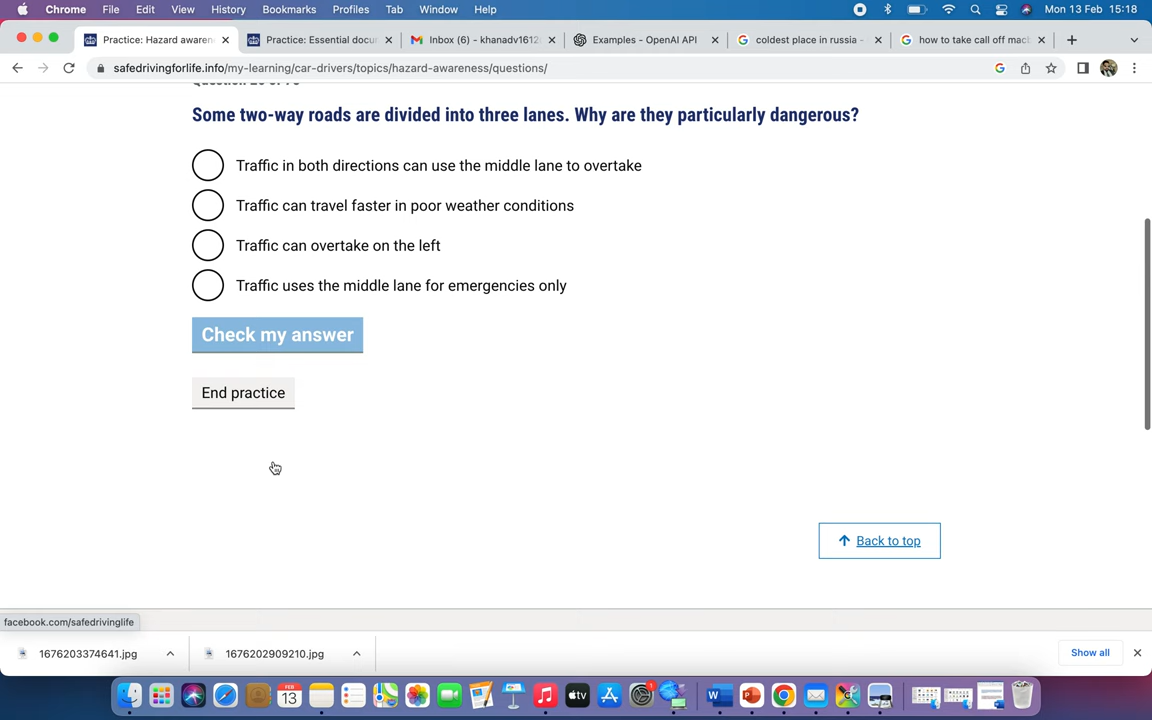 Chrome File Edit View History Bookmarks Profiles Tab Window Help Mon 13 Feb 15:18
Practice: Hazard awaren Practice: Essential docu Inbox (6) - khanadv1612 Examples - OpenAI API coldest place in russia - how to take call off mac
safedrivingforlife.info/my-learning/car-drivers/topics/hazard-awareness/questions/
Some two-way roads are divided into three lanes. Why are they particularly dangerous?
Traffic in both directions can use the middle lane to overtake
Traffic can travel faster in poor weather conditions
Traffic can overtake on the left
Traffic uses the middle lane for emergencies only
Check my answer
End practice
Back to top
facebook.com/safedrivinglife
1676203374641.jpg 1676202909210.jpg Show all
FEB
13
tv
1